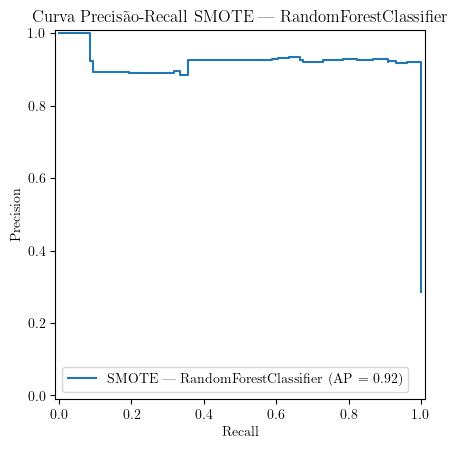 Curva Precisão-Recall SMOTE — RandomForestClassifier
1.0
0.8
0.6
0.4
0.2
0.0
Precision
SMOTE — RandomForestClassifier (AP = 0.92)
0.0 0.2 0.4 0.6 0.8 1.0
Recall